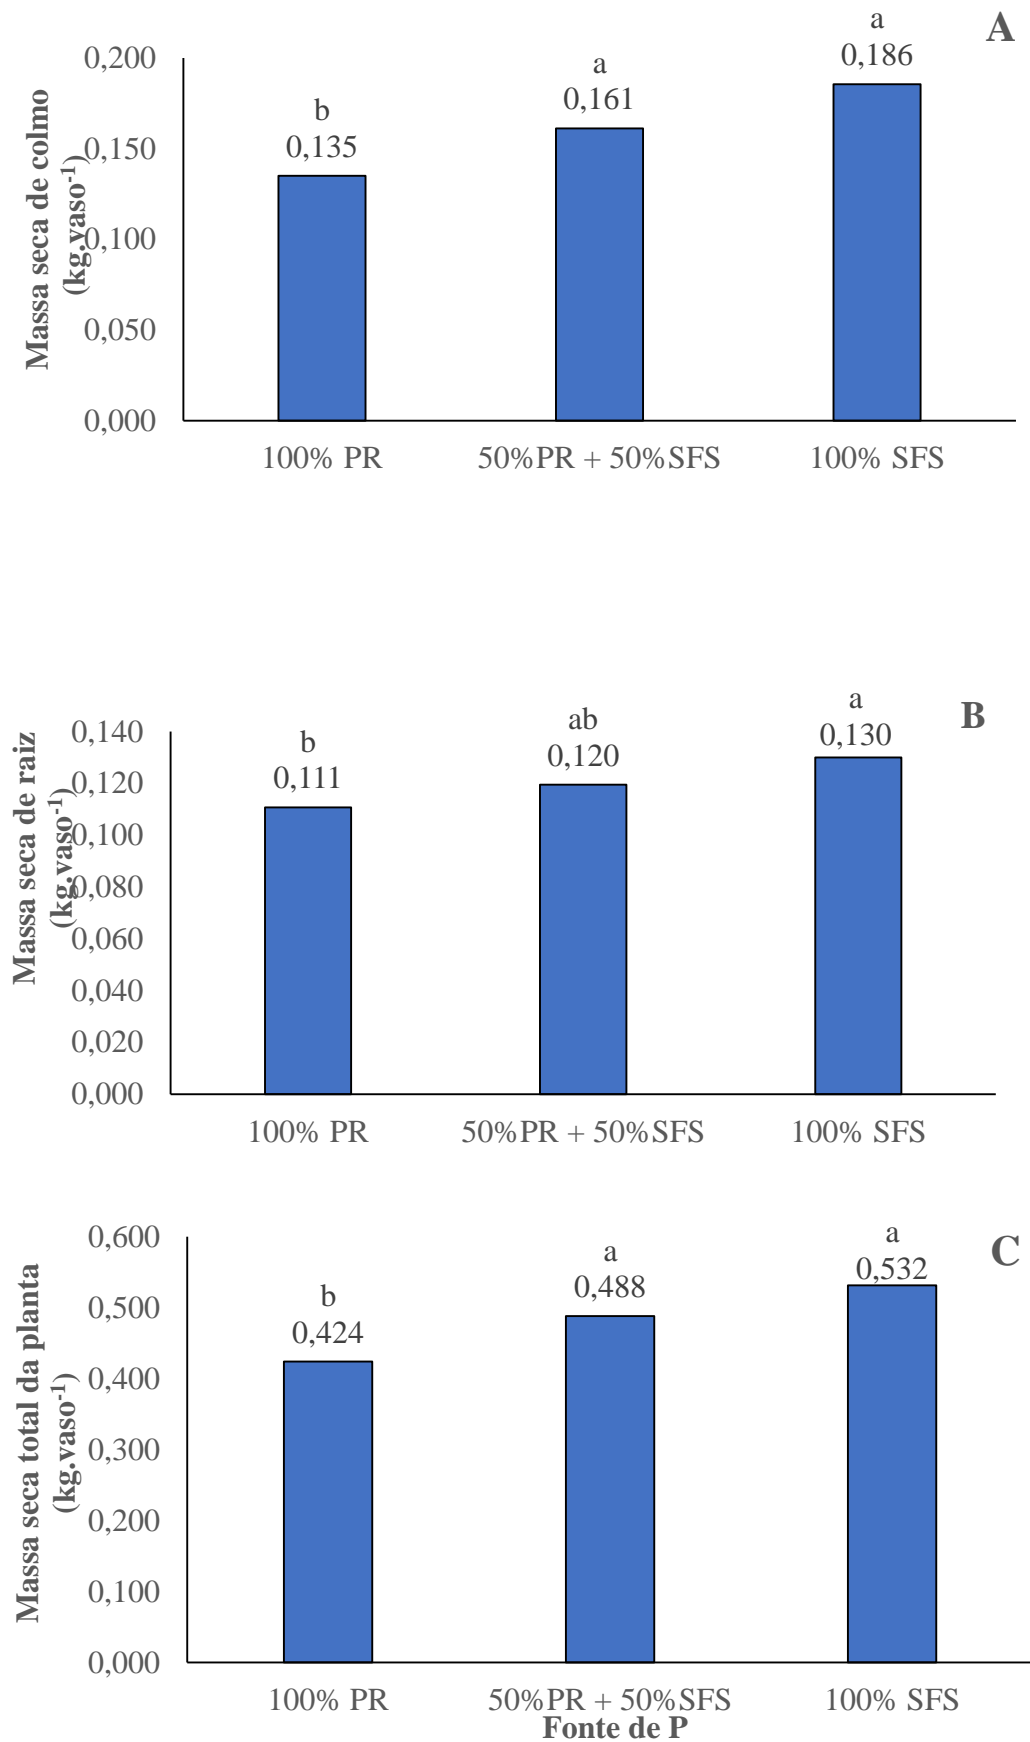 A
a
0,186
a
0,161
b
0,135
0,200
0,150
0,100
0,050
0,000
Massa seca de colmo
(kg.vaso-1)
100% PR
50%PR + 50%SFS
100% SFS
B
a
0,130
ab
0,120
b
0,111
0,140
0,120
0,100
0,080
0,060
0,040
0,020
0,000
Massa seca de raiz
(kg.vaso-1)
100% PR
50%PR + 50%SFS
100% SFS
C
a
0,532
a
0,488
b
0,424
0,600
0,500
0,400
0,300
0,200
0,100
0,000
Massa seca total da planta
(kg.vaso-1)
100% PR
50%PR + 50%SFS
100% SFS
Fonte de P